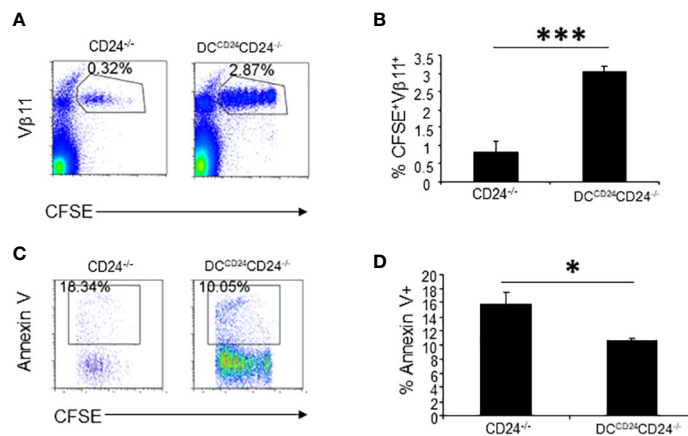 A
CD24-/-
DCCD24CD24-/-
0.32%
2.87%
Vβ11
CFSE
B
***
% CFSE+Vβ11+
3.5
3
2.5
2
1.5
1
0.5
0
CD24-/-
DCCD24CD24-/-
C
CD24-/-
DCCD24CD24-/-
18.34%
10.05%
Annexin V
CFSE
D
*
% Annexin V+
20
18
16
14
12
10
8
6
4
2
0
CD24-/-
DCCD24CD24-/-